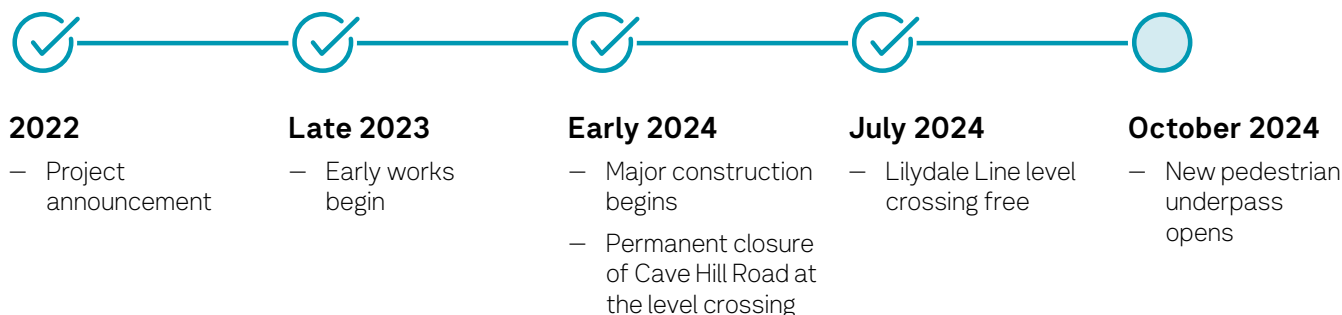 2022
— Project
announcement
Late 2023
— Early works
begin
Early 2024
— Major construction
begins
— Permanent closure
of Cave Hill Road at
the level crossing
July 2024
— Lilydale Line level
crossing free
October 2024
— New pedestrian
underpass
opens